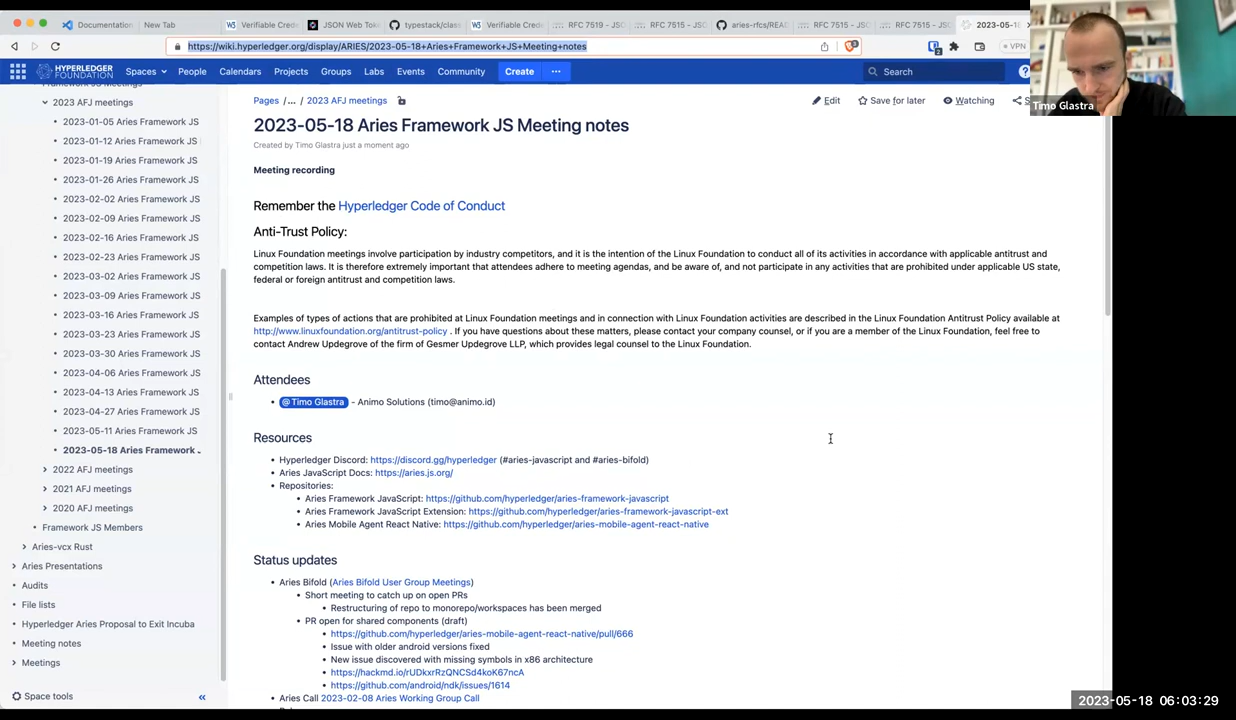 Documentation
New Tab
Verifiable Cred
JSON Web Tok
typestack/class
Verifiable Cred
RFC 7519 - JSO
RFC 7515 - JSO
aries-rfcs/REA
RFC 7515 - JSO
RFC 7515 - JSO
2023-05-18
https://wiki.hyperledger.org/display/ARIES/2023-05-18+Aries+Framework+JS+Meeting+notes
VPN
HYPERLEDGER
FOUNDATION
Spaces
People
Calendars
Projects
Groups
Labs
Events
Community
Create
Search
Timo Glastra
Framework JS Meetings
2023 AFJ meetings
2023-01-05 Aries Framework JS
2023-01-12 Aries Framework JS
2023-01-19 Aries Framework JS
2023-01-26 Aries Framework JS
2023-02-02 Aries Framework JS
2023-02-09 Aries Framework JS
2023-02-16 Aries Framework JS
2023-02-23 Aries Framework JS
2023-03-02 Aries Framework JS
2023-03-09 Aries Framework JS
2023-03-16 Aries Framework JS
2023-03-23 Aries Framework JS
2023-03-30 Aries Framework JS
2023-04-06 Aries Framework JS
2023-04-13 Aries Framework JS
2023-04-27 Aries Framework JS
2023-05-11 Aries Framework JS
2023-05-18 Aries Framework
2022 AFJ meetings
2021 AFJ meetings
2020 AFJ meetings
Framework JS Members
Aries-vcx Rust
Aries Presentations
Audits
File lists
Hyperledger Aries Proposal to Exit Incuba
Meeting notes
Meetings
Space tools
Pages /... / 2023 AFJ meetings
Edit
Save for later
Watching
2023-05-18 Aries Framework JS Meeting notes
Created by Timo Glastra just a moment ago
Meeting recording
Remember the Hyperledger Code of Conduct
Anti-Trust Policy:
Linux Foundation meetings involve participation by industry competitors, and it is the intention of the Linux Foundation to conduct all of its activities in accordance with applicable antitrust and
competition laws. It is therefore extremely important that attendees adhere to meeting agendas, and be aware of, and not participate in any activities that are prohibited under applicable US state,
federal or foreign antitrust and competition laws.
Examples of types of actions that are prohibited at Linux Foundation meetings and in connection with Linux Foundation activities are described in the Linux Foundation Antitrust Policy available at
http://www.linuxfoundation.org/antitrust-policy . If you have questions about these matters, please contact your company counsel, or if you are a member of the Linux Foundation, feel free to
contact Andrew Updegrove of the firm of Gesmer Updegrove LLP, which provides legal counsel to the Linux Foundation.
Attendees
@Timo Glastra - Animo Solutions (timo@animo.id)
Resources
Hyperledger Discord: https://discord.gg/hyperledger (#aries-javascript and #aries-bifold)
Aries JavaScript Docs: https://aries.js.org/
Repositories:
Aries Framework JavaScript: https://github.com/hyperledger/aries-framework-javascript
Aries Framework JavaScript Extension: https://github.com/hyperledger/aries-framework-javascript-ext
Aries Mobile Agent React Native: https://github.com/hyperledger/aries-mobile-agent-react-native
Status updates
Aries Bifold (Aries Bifold User Group Meetings)
Short meeting to catch up on open PRs
Restructuring of repo to monorepo/workspaces has been merged
PR open for shared components (draft)
https://github.com/hyperledger/aries-mobile-agent-react-native/pull/666
Issue with older android versions fixed
New issue discovered with missing symbols in x86 architecture
https://hackmd.io/rUDkxrRzQNCSd4koK67ncA
https://github.com/android/ndk/issues/1614
Aries Call 2023-02-08 Aries Working Group Call
2023-05-18 06:03:29